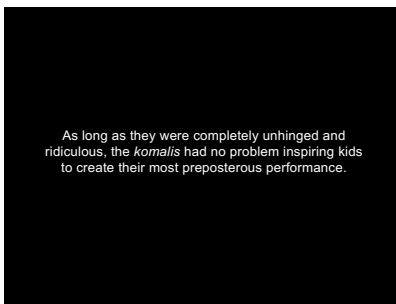 As long as they were completely unhinged and
ridiculous, the komalis had no problem inspiring kids
to create their most preposterous performance.